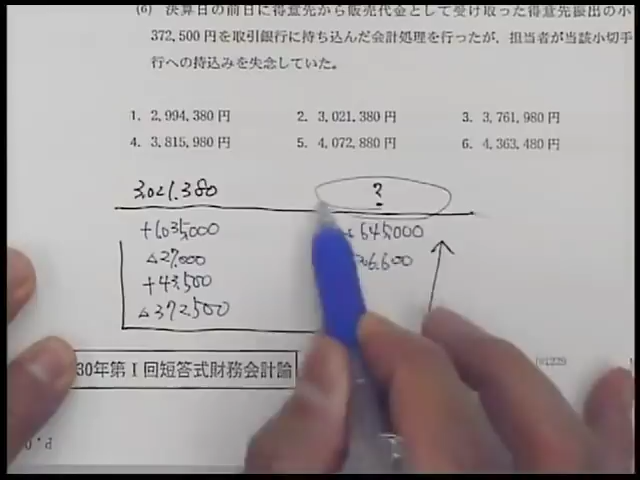 (6) 決算日の前日に得意先から販売代金として受け取った得意先振出の小
372,500円を取引銀行に持ち込んだ会計処理を行ったが，担当者が当該小切手
行への持込みを失念していた。
1. 2,994,380円 2. 3,021,380円 3. 3,761,980円
4. 3,815,980円 5. 4,072,880円 6. 4,363,480円
3,021,380 ?
+1,035,000 645,000
△27,000 06,600
+43,500
△372,500
30年第Ⅰ回短答式財務会計論